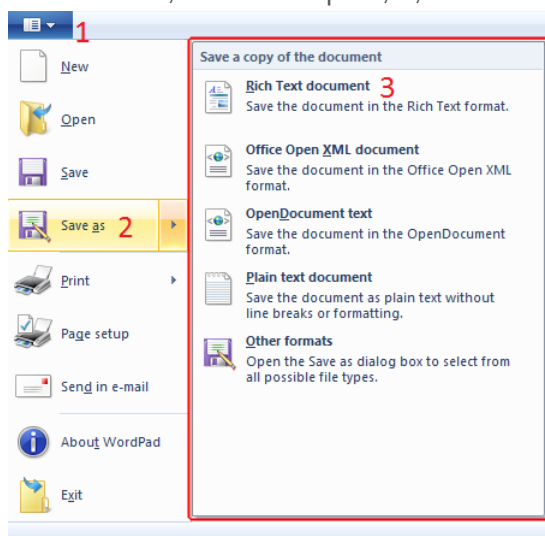 1
New
Open
Save
Save as 2
Print
Page setup
Send in e-mail
About WordPad
Exit
Save a copy of the document
Rich Text document 3
Save the document in the Rich Text format.
Office Open XML document
Save the document in the Office Open XML
format.
OpenDocument text
Save the document in the OpenDocument
format.
Plain text document
Save the document as plain text without
line breaks or formatting.
Other formats
Open the Save as dialog box to select from
all possible file types.